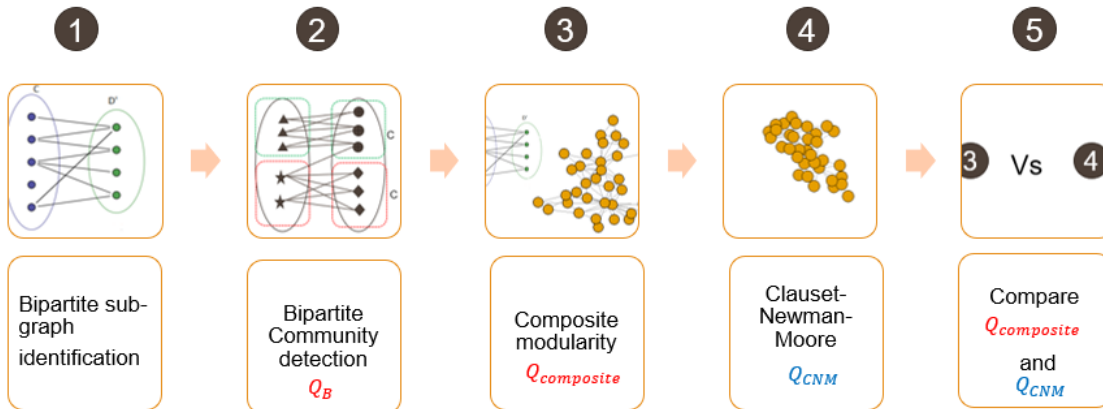 1
2
3
4
5
C
D'
C
C
D'
3 Vs 4
Bipartite sub-
graph
identification
Bipartite
Community
detection
Q_B
Composite
modularity
Q_composite
Clauset-
Newman-
Moore
Q_CNM
Compare
Q_composite
and
Q_CNM